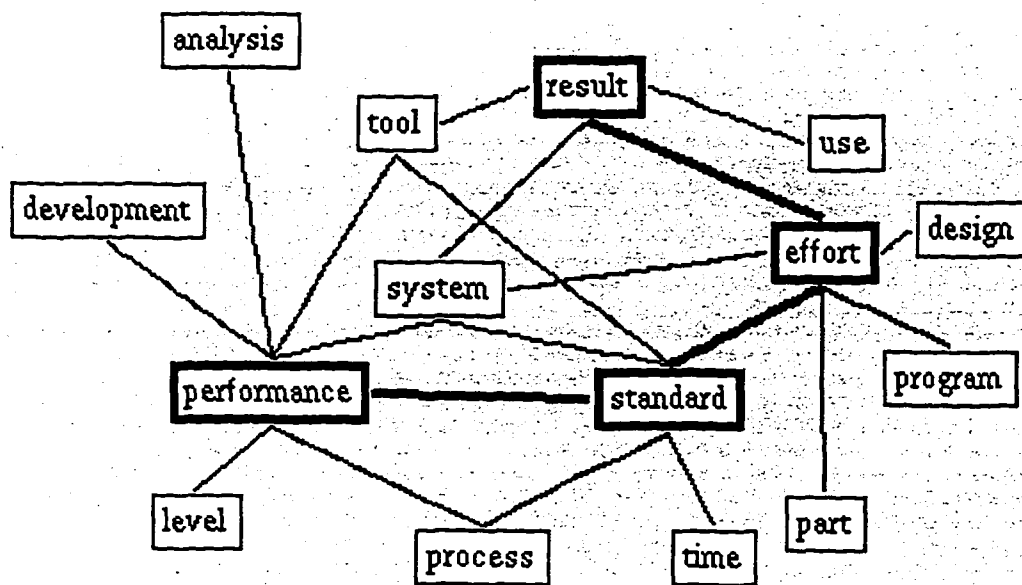 analysis
result
tool
use
development
design
effort
system
program
performance
standard
level
part
process
time